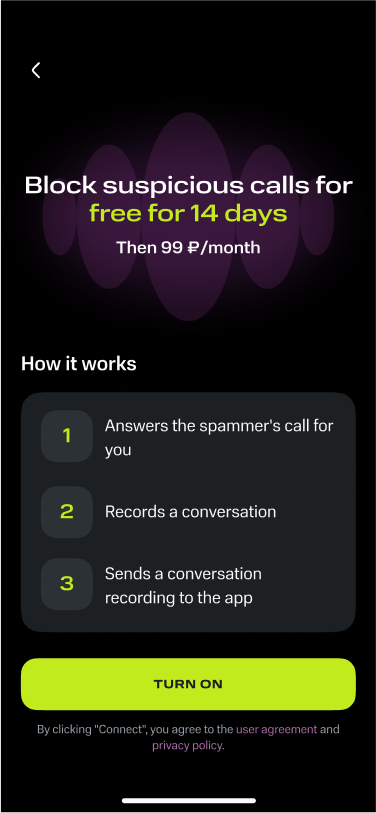 Block suspicious calls for
free for 14 days
Then 99 ₽/month
How it works
1
Answers the spammer's call for
you
2
Records a conversation
3
Sends a conversation
recording to the app
TURN ON
By clicking "Connect", you agree to the user agreement and
privacy policy.